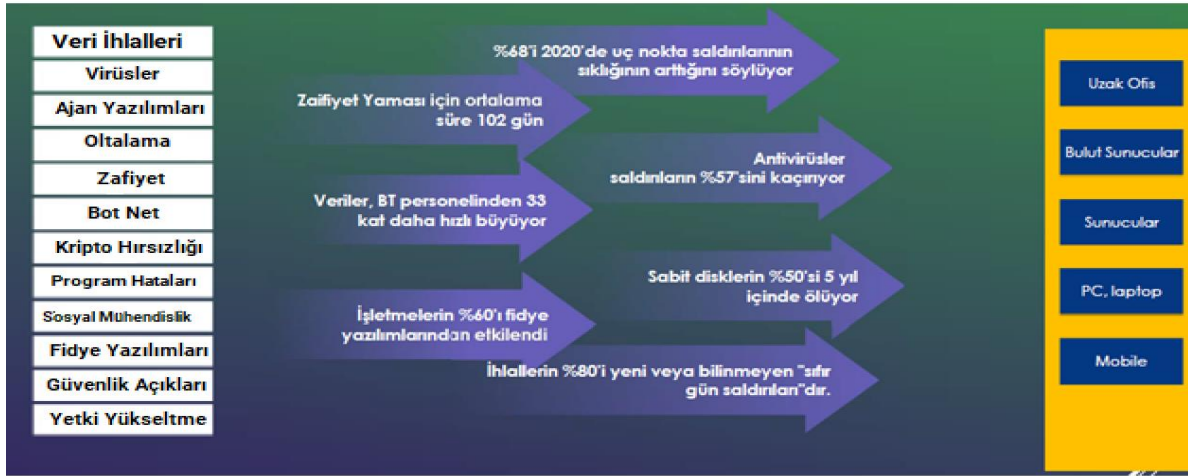 Veri İhlalleri
Virüsler
Ajan Yazılımları
Oltalama
Zafiyet
Bot Net
Kripto Hırsızlığı
Program Hataları
Sosyal Mühendislik
Fidye Yazılımları
Güvenlik Açıkları
Yetki Yükseltme
%68'i 2020'de uç nokta saldırılarının
sıklığının arttığını söylüyor
Zaifiyet Yaması için ortalama
süre 102 gün
Antivirüsler
saldırıların %57'sini kaçırıyor
Veriler, BT personelinden 33
kat daha hızlı büyüyor
Sabit disklerin %50'si 5 yıl
içinde ölüyor
İşletmelerin %60'ı fidye
yazılımlarından etkilendi
İhlallerin %80'i yeni veya bilinmeyen "sıfır
gün saldırıları"dır.
Uzak Ofis
Bulut Sunucular
Sunucular
PC, laptop
Mobile